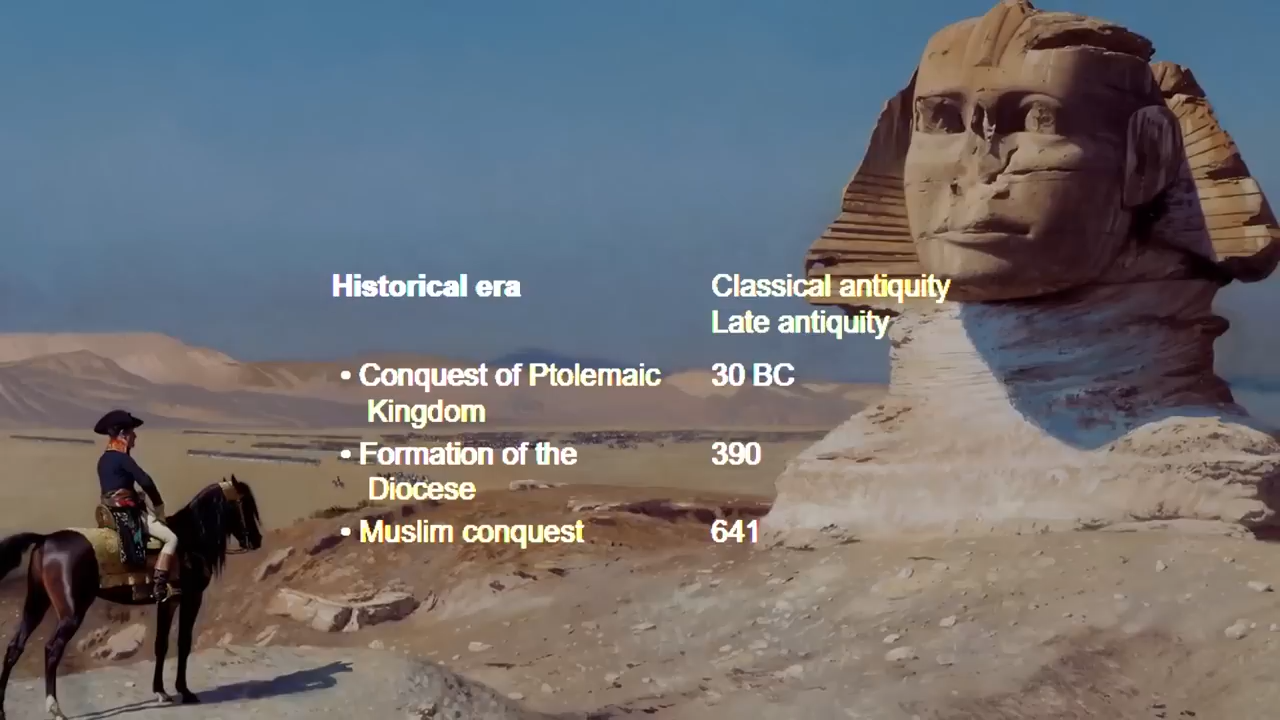 Historical era
Classical antiquity
Late antiquity
• Conquest of Ptolemaic
Kingdom
30 BC
• Formation of the
Diocese
390
• Muslim conquest
641